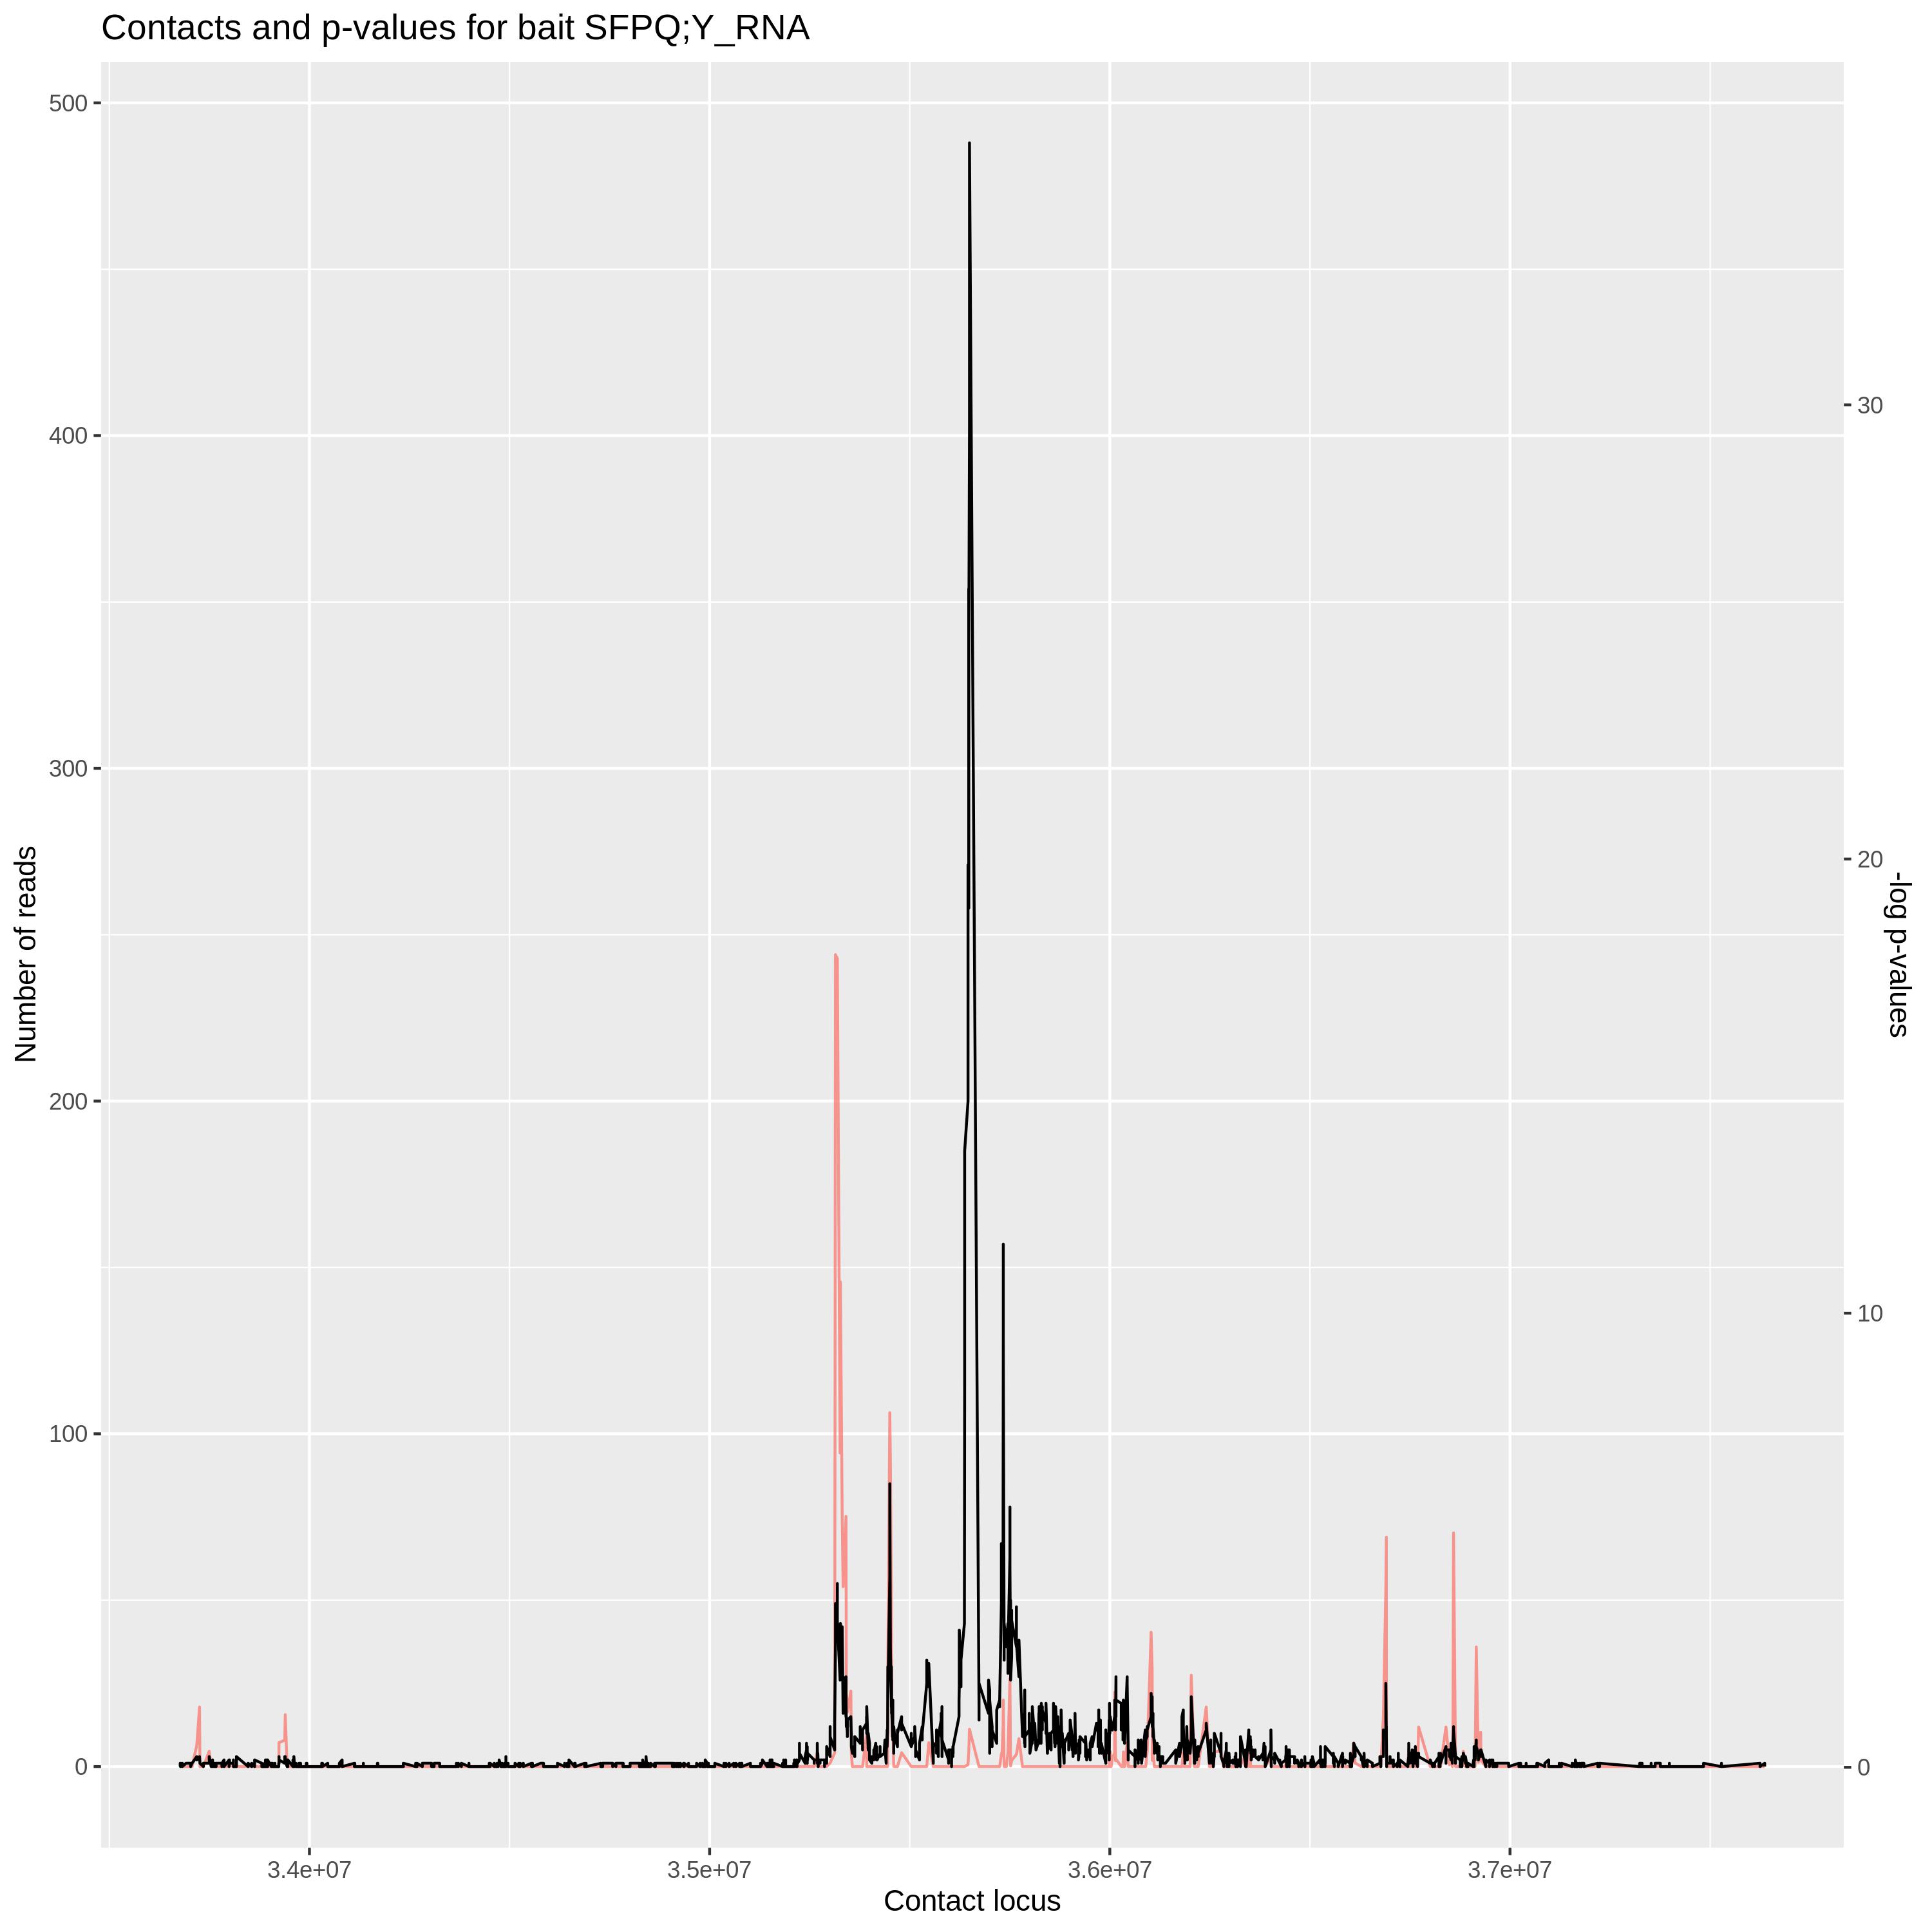 Contacts and p-values for bait SFPQ;Y_RNA
500
400
300
200
100
0
Number of reads
30
20
10
0
-log p-values
3.4e+07
3.5e+07
3.6e+07
3.7e+07
Contact locus